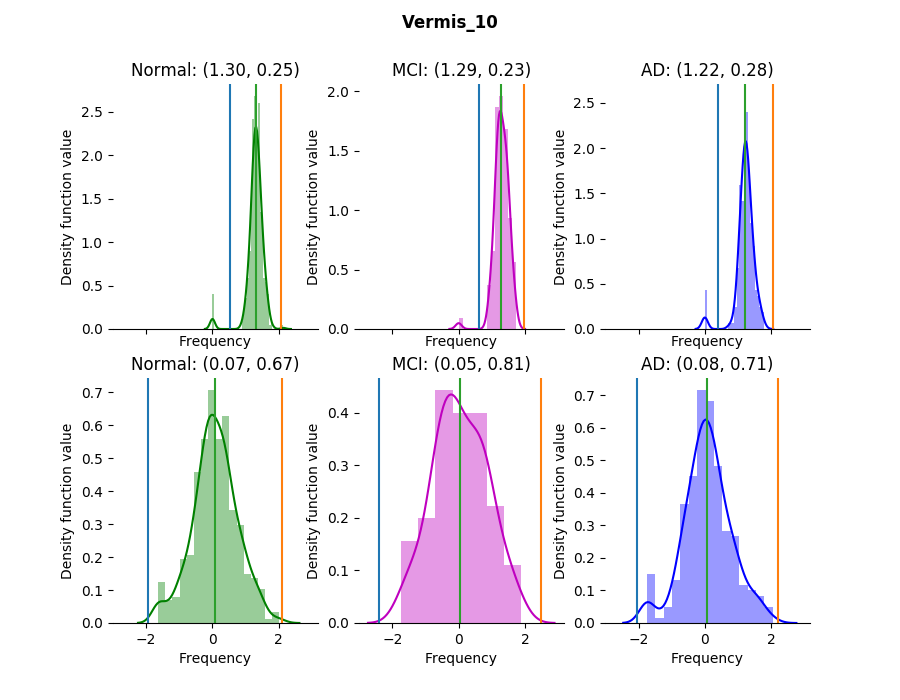 Vermis_10
Normal: (1.30, 0.25)
MCI: (1.29, 0.23)
AD: (1.22, 0.28)
Density function value
2.5
2.0
1.5
1.0
0.5
0.0
Frequency
Density function value
2.0
1.5
1.0
0.5
0.0
Frequency
Density function value
2.5
2.0
1.5
1.0
0.5
0.0
Frequency
Normal: (0.07, 0.67)
MCI: (0.05, 0.81)
AD: (0.08, 0.71)
Density function value
0.7
0.6
0.5
0.4
0.3
0.2
0.1
0.0
−2 0 2
Frequency
Density function value
0.4
0.3
0.2
0.1
0.0
−2 0 2
Frequency
Density function value
0.7
0.6
0.5
0.4
0.3
0.2
0.1
0.0
−2 0 2
Frequency